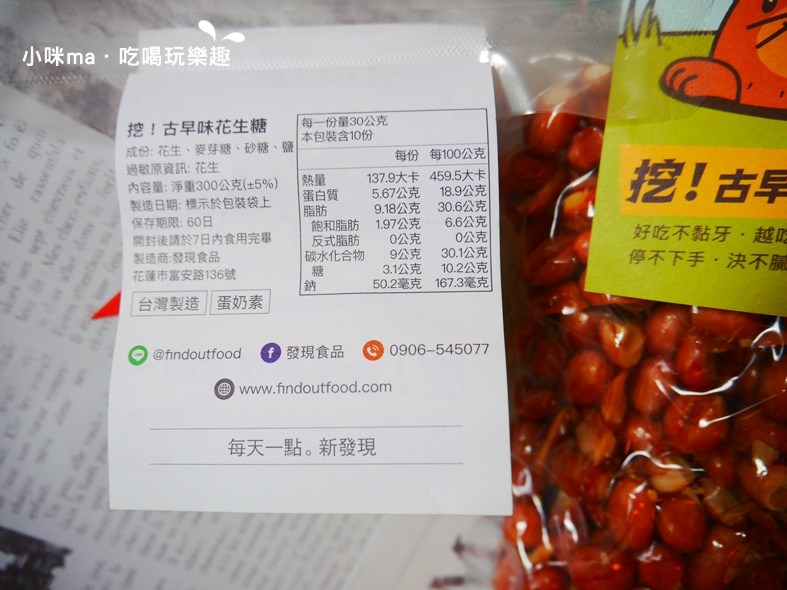 小咪ma・吃喝玩樂趣
挖！古早味花生糖
成份: 花生、麥芽糖、砂糖、鹽
過敏原資訊: 花生
內容量: 淨重300公克(±5%)
製造日期: 標示於包裝袋上
保存期限: 60日
開封後請於7日內食用完畢
製造商:發現食品
花蓮市富安路136號
台灣製造 蛋奶素
每一份量30公克
本包裝含10份
每份 每100公克
熱量 137.9大卡 459.5大卡
蛋白質 5.67公克 18.9公克
脂肪 9.18公克 30.6公克
飽和脂肪 1.97公克 6.6公克
反式脂肪 0公克 0公克
碳水化合物 9公克 30.1公克
糖 3.1公克 10.2公克
鈉 50.2毫克 167.3毫克
@findoutfood 發現食品 0906-545077
www.findoutfood.com
每天一點。新發現
挖！古早
好吃不黏牙・越吃
停不下手，決不膩